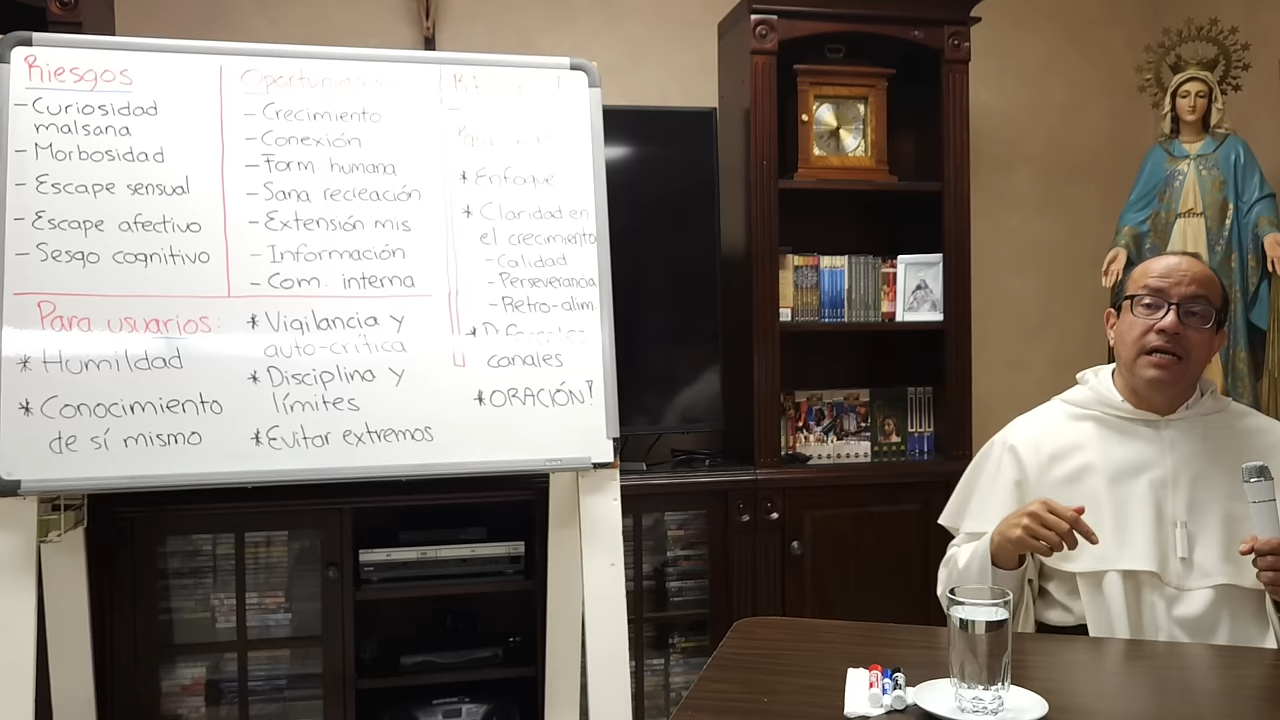 Riesgos
- Curiosidad
malsana
- Morbosidad
- Escape sensual
- Escape afectivo
- Sesgo cognitivo
- Crecimiento
- Conexión
- Form humana
- Sana recreación
- Extensión mis
- Información
- Com. interna
Para usuarios:
* Humildad
* Conocimiento
de sí mismo
* Vigilancia y
auto-crítica
* Disciplina y
límites
* Evitar extremos
* Enfoque
* Claridad en
el crecimiento
- Calidad
- Perseverancia
- Retro-alim
canales
* ORACIÓN!